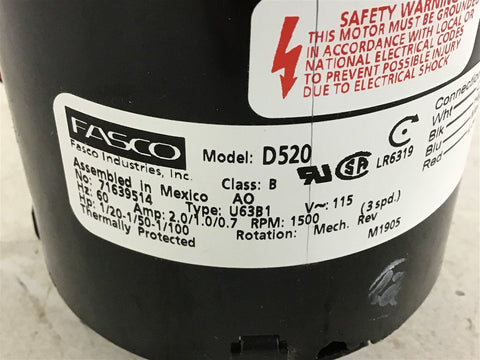 SAFETY WARNING
THIS MOTOR MUST BE GROUNDED
IN ACCORDANCE WITH LOCAL OR
NATIONAL ELECTRICAL CODES
TO PREVENT POSSIBLE INJURY
DUE TO ELECTRICAL SHOCK
FASCO
Fasco Industries, Inc.
Model: D520
LR6319
Connection
Wht
Blk
Blu
Red
Assembled in Mexico Class: B
No: 71639514 AO
Hz: 60 Type: U63B1 V~: 115 (3 spd.)
Hp: 1/20-1/50-1/100 Amp: 2.0/1.0/0.7 RPM: 1500
Thermally Protected Rotation: Mech. Rev
M1905